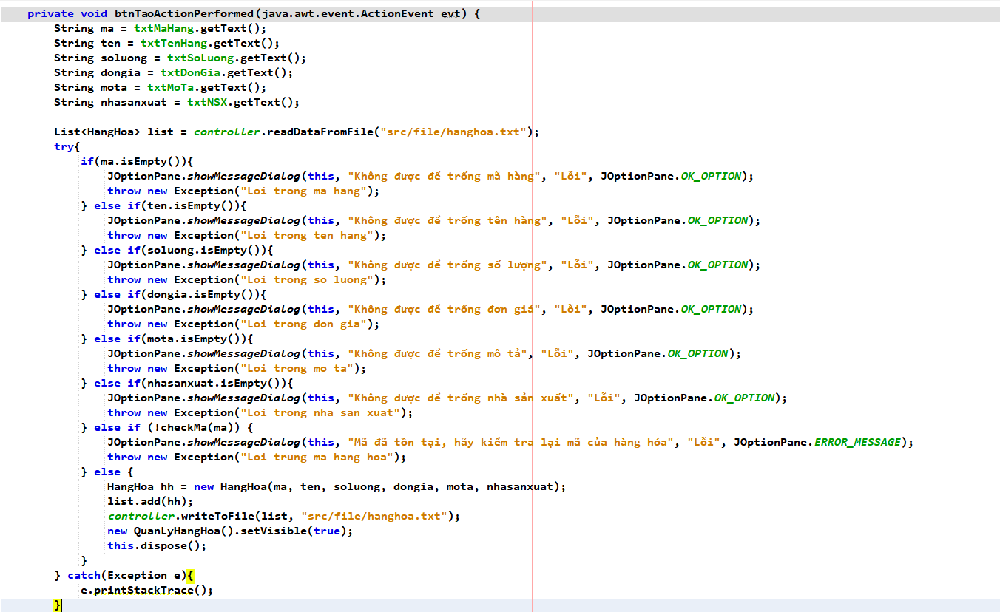 private void btnTaoActionPerformed(java.awt.event.ActionEvent evt) {
String ma = txtMaHang.getText();
String ten = txtTenHang.getText();
String soluong = txtSoLuong.getText();
String dongia = txtDonGia.getText();
String mota = txtMoTa.getText();
String nhasanxuat = txtNSX.getText();
List<HangHoa> list = controller.readDataFromFile("src/file/hanghoa.txt");
try{
if(ma.isEmpty()){
JOptionPane.showMessageDialog(this, "Không được để trống mã hàng", "Lỗi", JOptionPane.OK_OPTION);
throw new Exception("Loi trong ma hang");
} else if(ten.isEmpty()){
JOptionPane.showMessageDialog(this, "Không được để trống tên hàng", "Lỗi", JOptionPane.OK_OPTION);
throw new Exception("Loi trong ten hang");
} else if(soluong.isEmpty()){
JOptionPane.showMessageDialog(this, "Không được để trống số lượng", "Lỗi", JOptionPane.OK_OPTION);
throw new Exception("Loi trong so luong");
} else if(dongia.isEmpty()){
JOptionPane.showMessageDialog(this, "Không được để trống đơn giá", "Lỗi", JOptionPane.OK_OPTION);
throw new Exception("Loi trong don gia");
} else if(mota.isEmpty()){
JOptionPane.showMessageDialog(this, "Không được để trống mô tả", "Lỗi", JOptionPane.OK_OPTION);
throw new Exception("Loi trong mo ta");
} else if(nhasanxuat.isEmpty()){
JOptionPane.showMessageDialog(this, "Không được để trống nhà sản xuất", "Lỗi", JOptionPane.OK_OPTION);
throw new Exception("Loi trong nha san xuat");
} else if (!checkMa(ma)) {
JOptionPane.showMessageDialog(this, "Mã đã tồn tại, hãy kiểm tra lại mã của hàng hóa", "Lỗi", JOptionPane.ERROR_MESSAGE);
throw new Exception("Loi trung ma hang hoa");
} else {
HangHoa hh = new HangHoa(ma, ten, soluong, dongia, mota, nhasanxuat);
list.add(hh);
controller.writeToFile(list, "src/file/hanghoa.txt");
new QuanLyHangHoa().setVisible(true);
this.dispose();
}
} catch(Exception e){
e.printStackTrace();
}